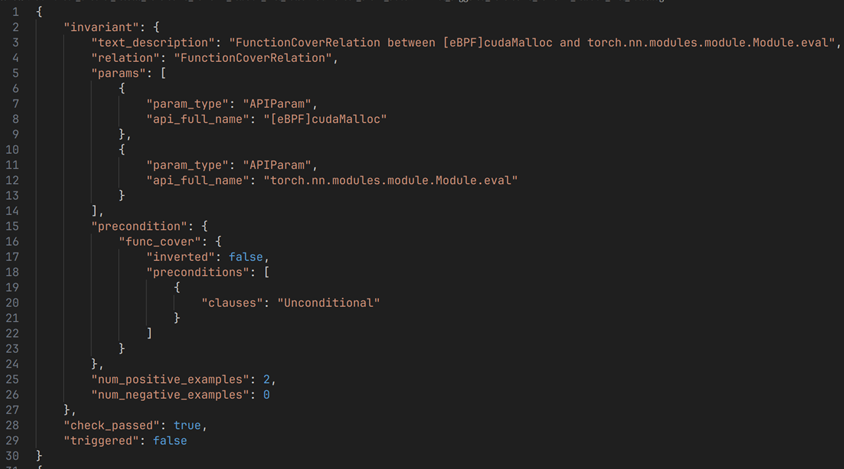 1 {
2 "invariant": {
3 "text_description": "FunctionCoverRelation between [eBPF]cudaMalloc and torch.nn.modules.module.Module.eval",
4 "relation": "FunctionCoverRelation",
5 "params": [
6 {
7 "param_type": "APIParam",
8 "api_full_name": "[eBPF]cudaMalloc"
9 },
10 {
11 "param_type": "APIParam",
12 "api_full_name": "torch.nn.modules.module.Module.eval"
13 }
14 ],
15 "precondition": {
16 "func_cover": {
17 "inverted": false,
18 "preconditions": [
19 {
20 "clauses": "Unconditional"
21 }
22 ]
23 }
24 },
25 "num_positive_examples": 2,
26 "num_negative_examples": 0
27 },
28 "check_passed": true,
29 "triggered": false
30 }